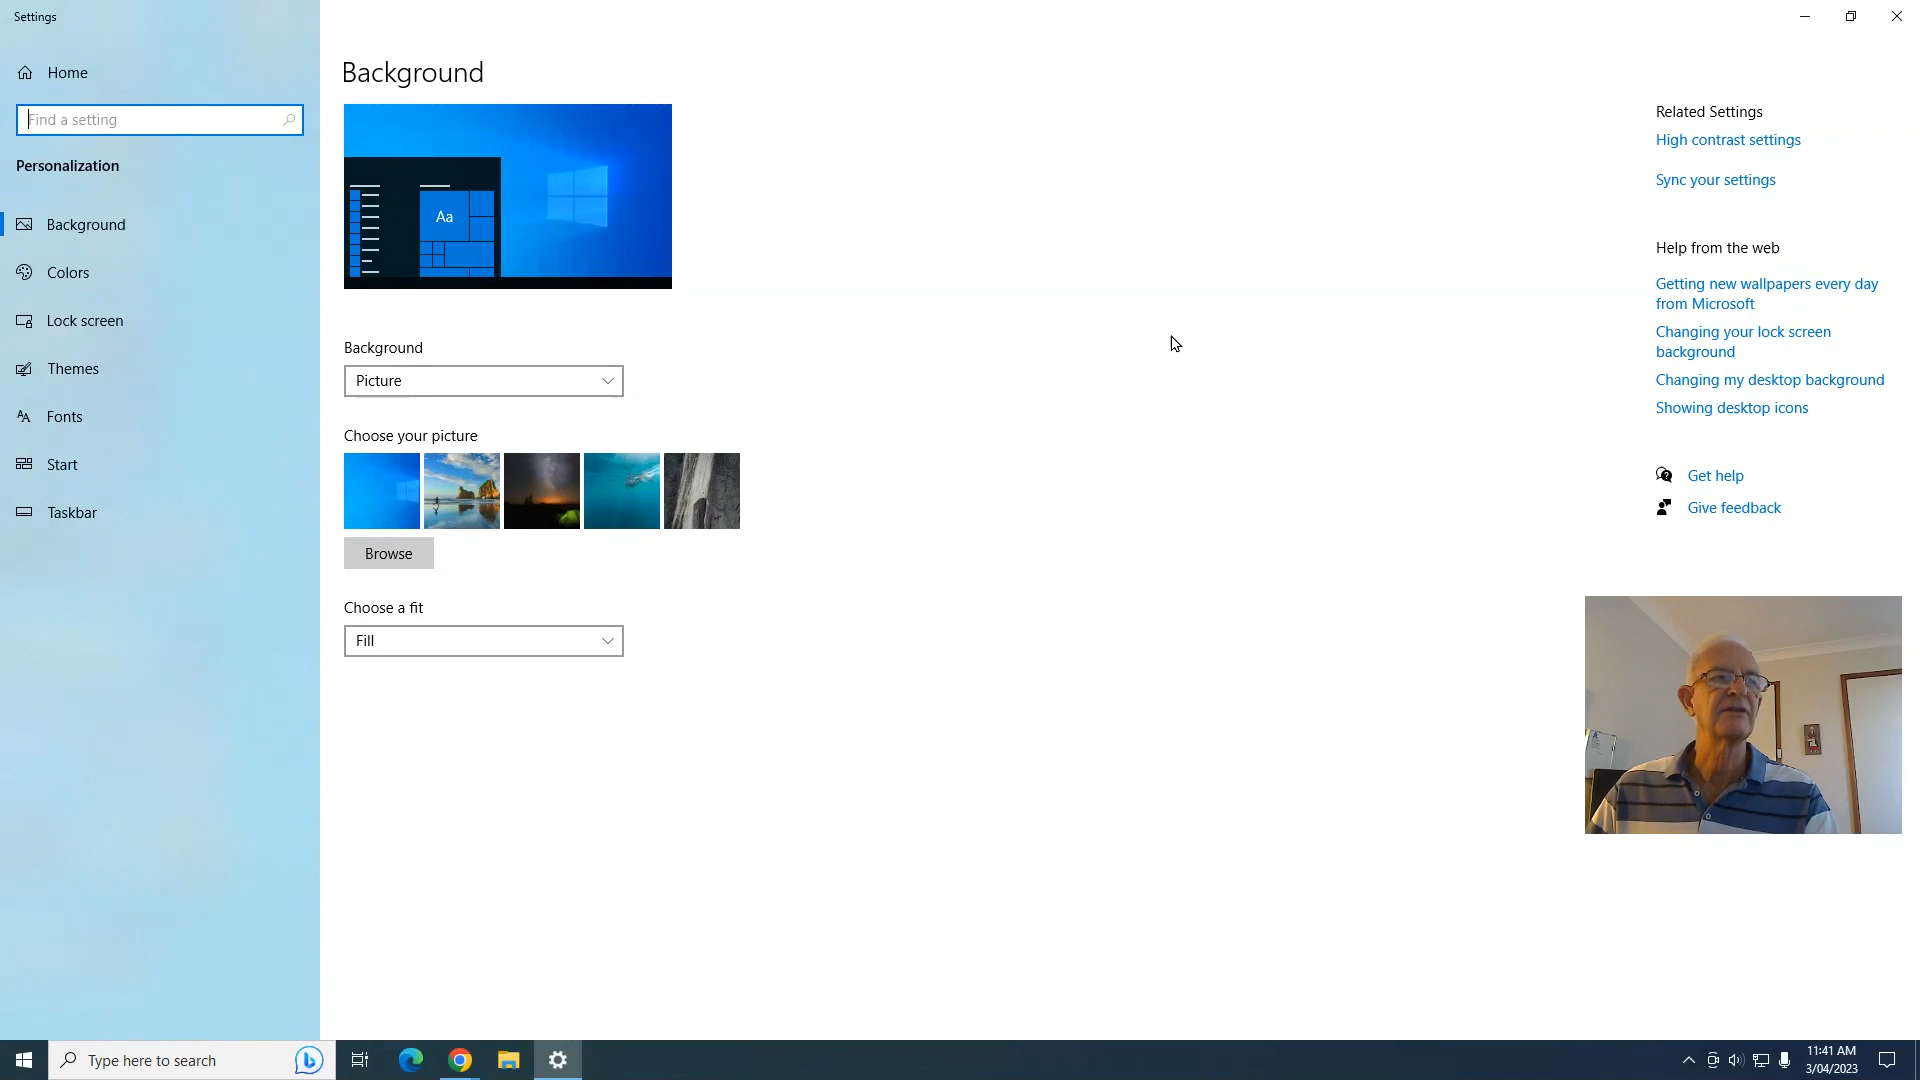 Settings
Home
Find a setting
Personalization
Background
Colors
Lock screen
Themes
Fonts
Start
Taskbar
Background
Aa
Background
Picture
Choose your picture
Browse
Choose a fit
Fill
Related Settings
High contrast settings
Sync your settings
Help from the web
Getting new wallpapers every day
from Microsoft
Changing your lock screen
background
Changing my desktop background
Showing desktop icons
Get help
Give feedback
Type here to search
11:41 AM
3/04/2023